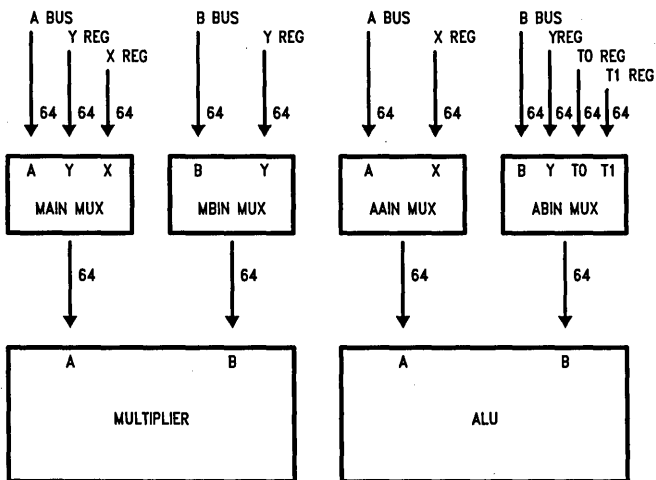 A BUS
Y REG
X REG
B BUS
Y REG
A BUS
X REG
B BUS
YREG
T0 REG
T1 REG
64 64 64
64 64
64 64
64 64 64 64
A Y X
MAIN MUX
B Y
MBIN MUX
A X
AAIN MUX
B Y T0 T1
ABIN MUX
64
64
64
64
A B
MULTIPLIER
A B
ALU